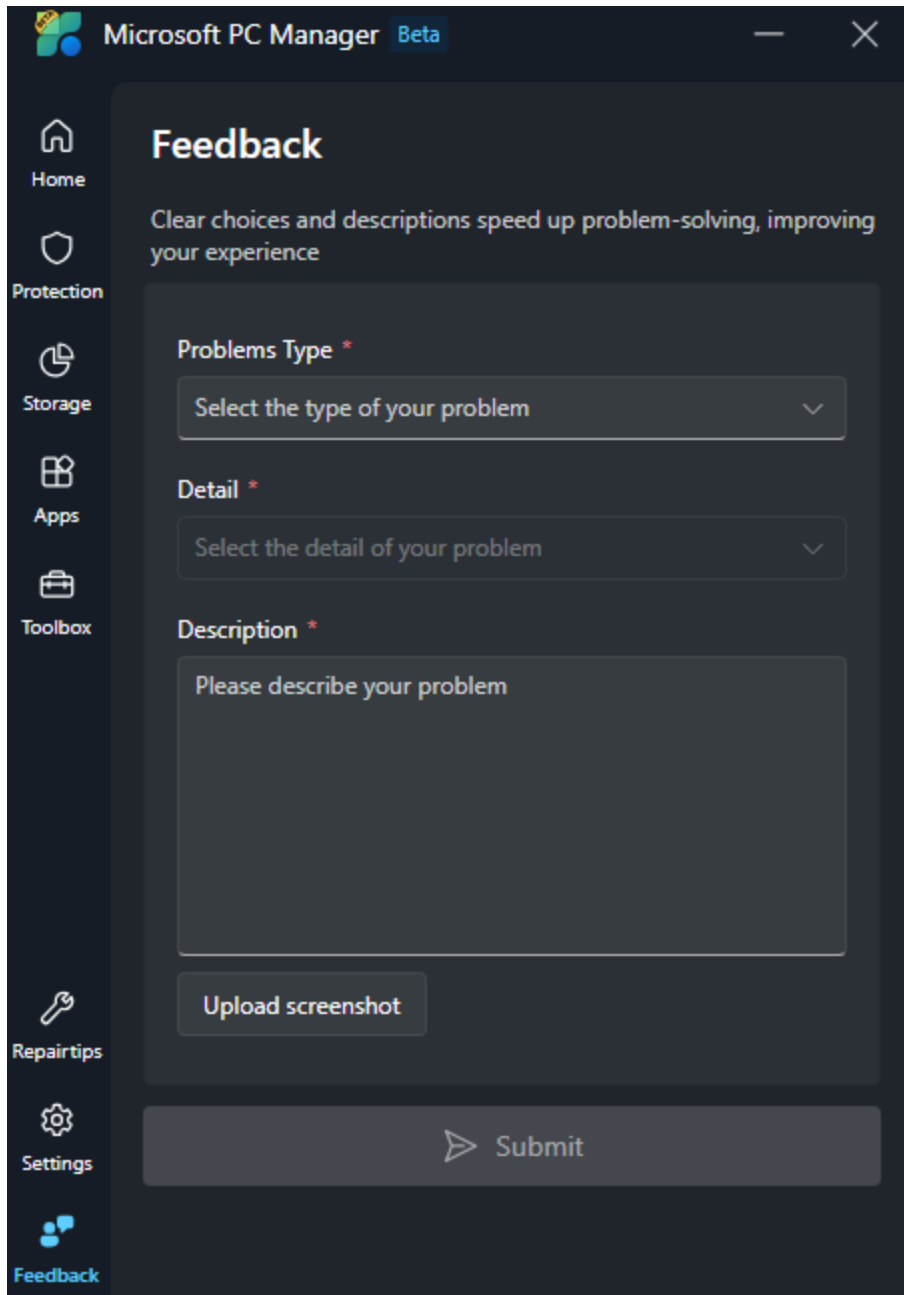 Microsoft PC Manager Beta
Home
Protection
Storage
Apps
Toolbox
Repairtips
Settings
Feedback
Feedback
Clear choices and descriptions speed up problem-solving, improving
your experience
Problems Type *
Select the type of your problem
Detail *
Select the detail of your problem
Description *
Please describe your problem
Upload screenshot
Submit